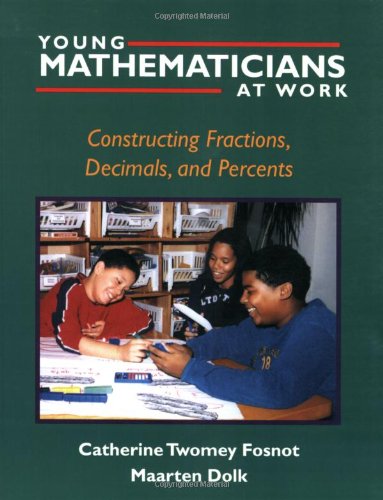 YOUNG
MATHEMATICIANS
AT WORK
Constructing Fractions,
Decimals, and Percents
Catherine Twomey Fosnot
Maarten Dolk